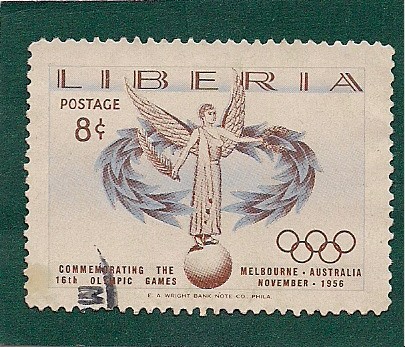 LIBERIA
POSTAGE
8¢
COMMEMORATING THE
16th OLYMPIC GAMES
MELBOURNE · AUSTRALIA
NOVEMBER · 1956
E. A. WRIGHT BANK NOTE CO., PHILA.